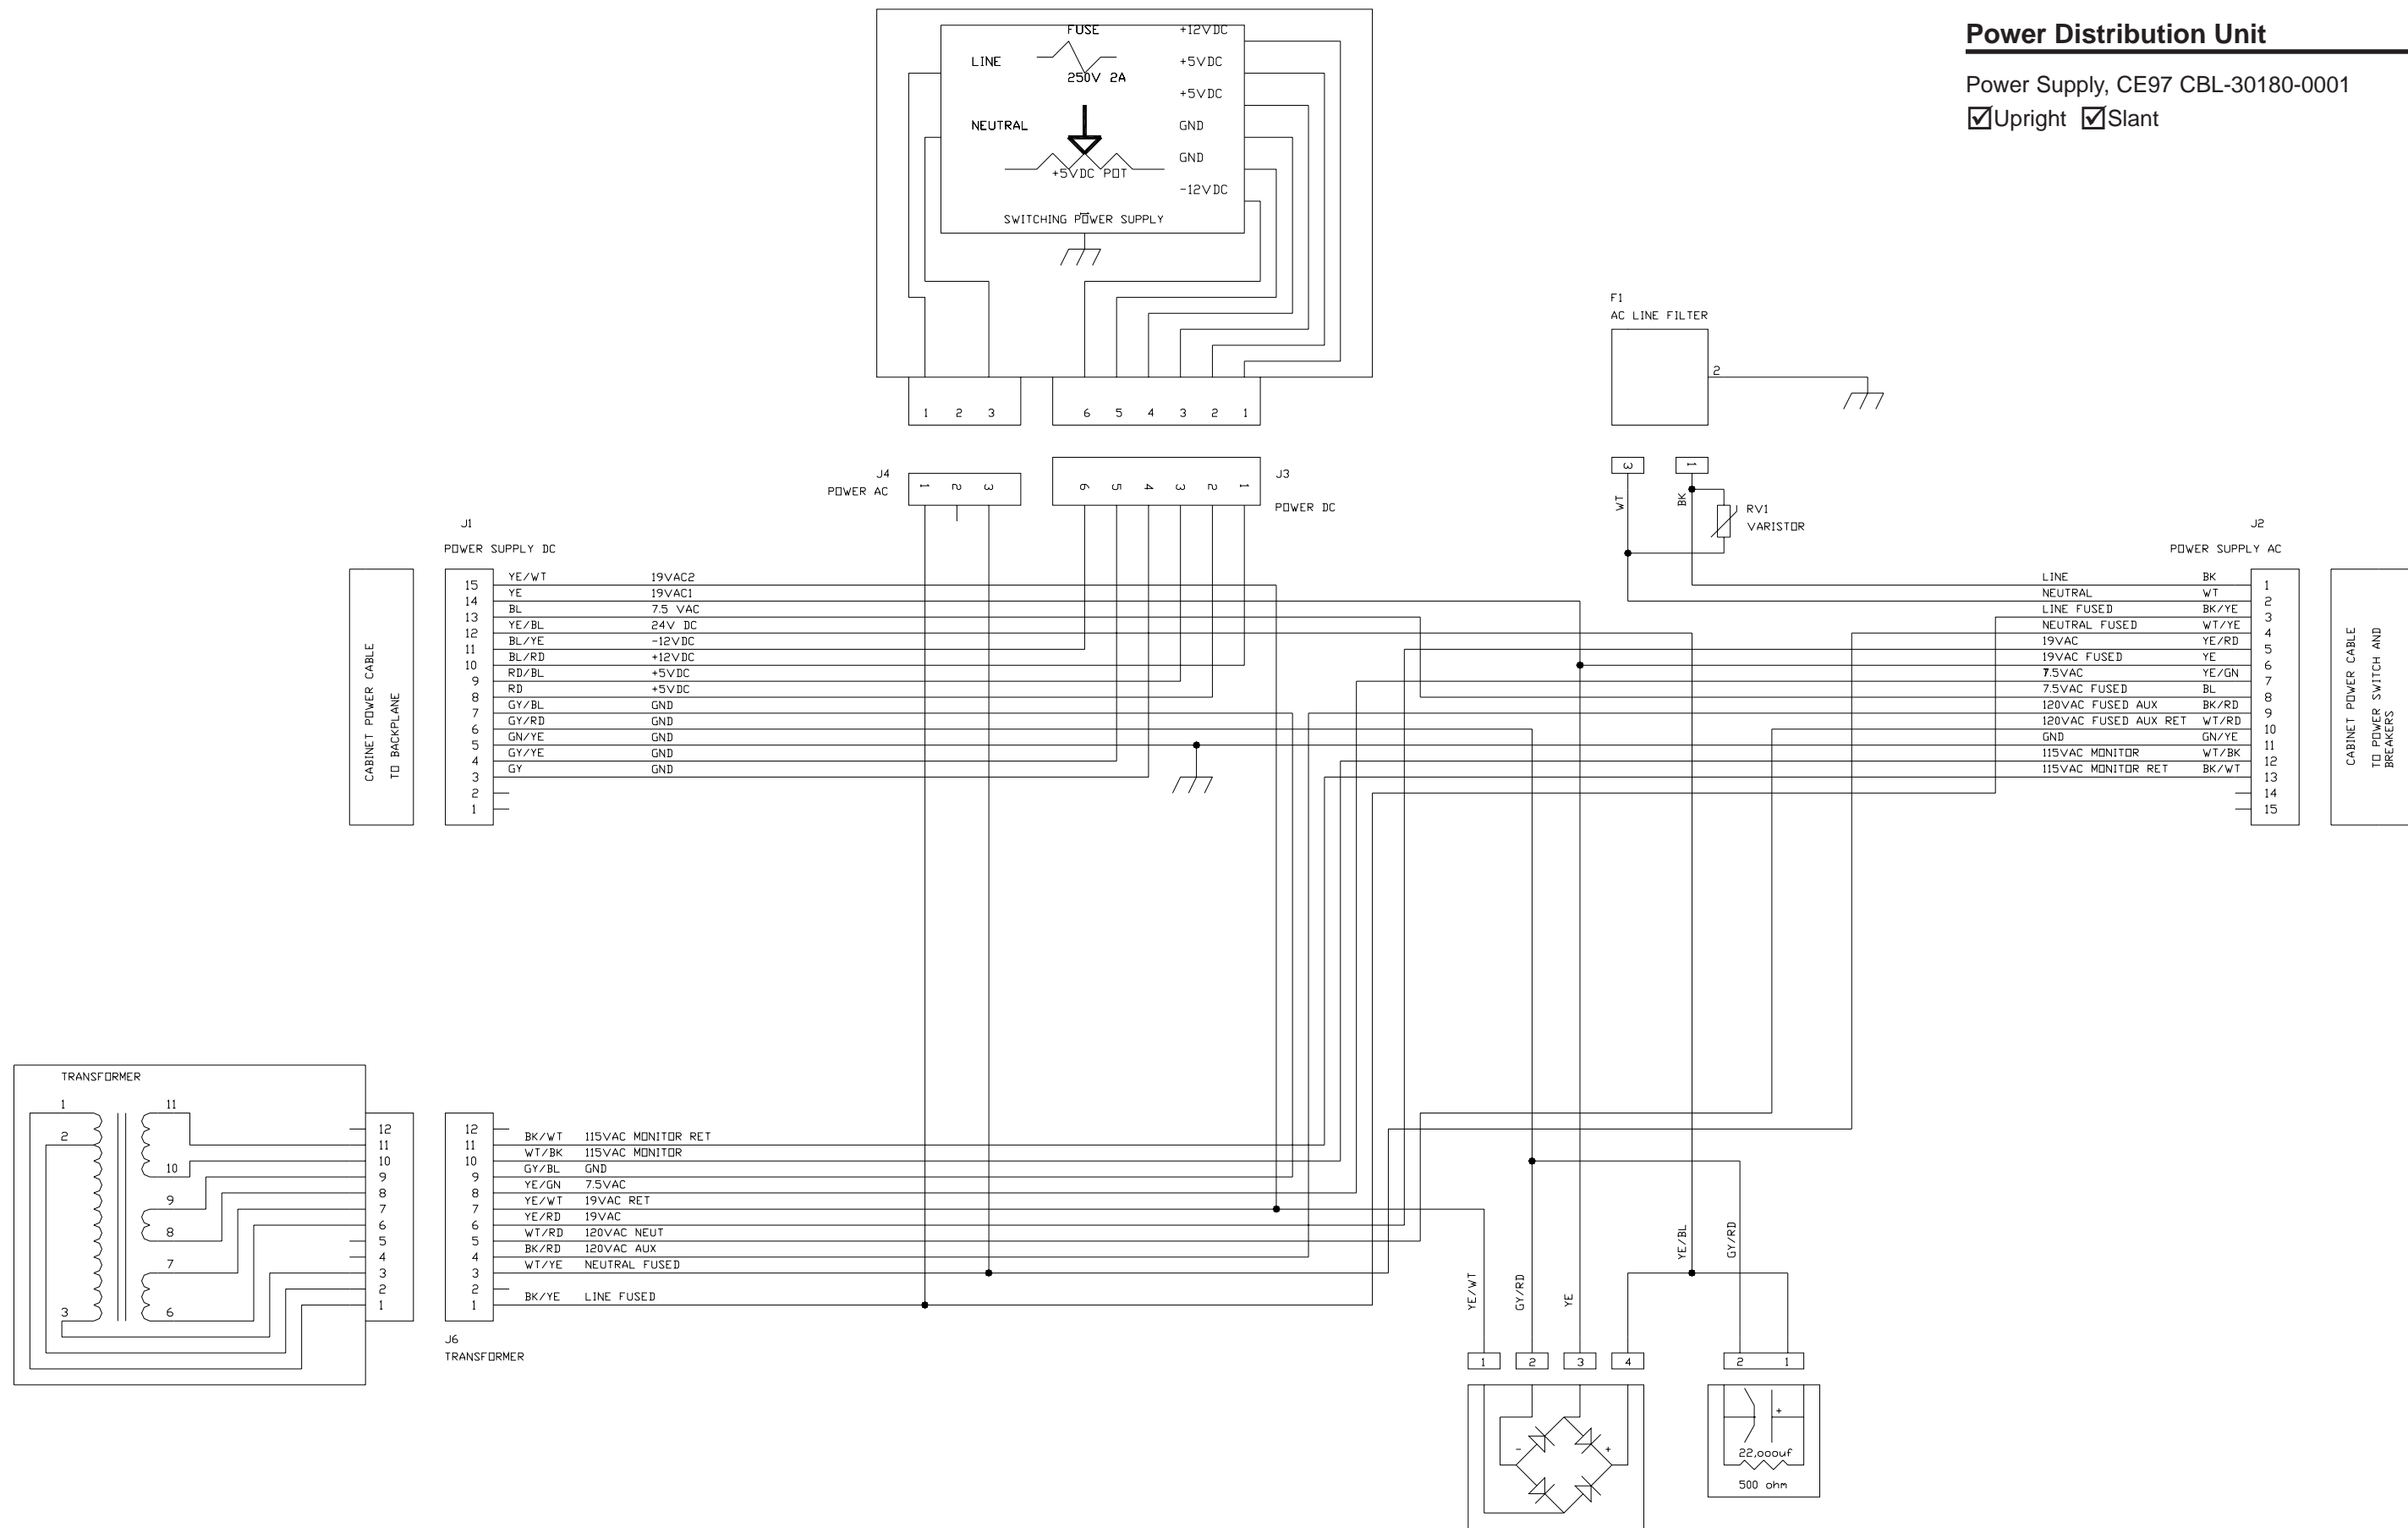 Power Distribution Unit
Power Supply, CE97 CBL-30180-0001
☑Upright ☑Slant
FUSE
250V 2A
LINE
NEUTRAL
+5VDC POT
SWITCHING POWER SUPPLY
+12VDC
+5VDC
+5VDC
GND
GND
-12VDC
1 2 3
6 5 4 3 2 1
J4
POWER AC
1 2 3
6 5 4 3 2 1
J3
POWER DC
F1
AC LINE FILTER
2
3 1
WT
BK
RV1
VARISTOR
J1
POWER SUPPLY DC
CABINET POWER CABLE
TO BACKPLANE
15 YE/WT 19VAC2
14 YE 19VAC1
13 BL 7.5 VAC
12 YE/BL 24V DC
11 BL/YE -12VDC
10 BL/RD +12VDC
9 RD/BL +5VDC
8 RD +5VDC
7 GY/BL GND
6 GY/RD GND
5 GN/YE GND
4 GY/YE GND
3 GY GND
2
1
J2
POWER SUPPLY AC
LINE BK 1
NEUTRAL WT 2
LINE FUSED BK/YE 3
NEUTRAL FUSED WT/YE 4
19VAC YE/RD 5
19VAC FUSED YE 6
7.5VAC YE/GN 7
7.5VAC FUSED BL 8
120VAC FUSED AUX BK/RD 9
120VAC FUSED AUX RET WT/RD 10
GND GN/YE 11
115VAC MONITOR WT/BK 12
115VAC MONITOR RET BK/WT 13
14
15
CABINET POWER CABLE
TO POWER SWITCH AND
BREAKERS
TRANSFORMER
1
2
3
11
10
9
8
7
6
12
11
10
9
8
7
6
5
4
3
2
1
12
11 BK/WT 115VAC MONITOR RET
10 WT/BK 115VAC MONITOR
9 GY/BL GND
8 YE/GN 7.5VAC
7 YE/WT 19VAC RET
6 YE/RD 19VAC
5 WT/RD 120VAC NEUT
4 BK/RD 120VAC AUX
3 WT/YE NEUTRAL FUSED
2
1 BK/YE LINE FUSED
J6
TRANSFORMER
YE/WT
GY/RD
YE
YE/BL
GY/RD
1 2 3 4
2 1
- +
+
22,000uf
500 ohm